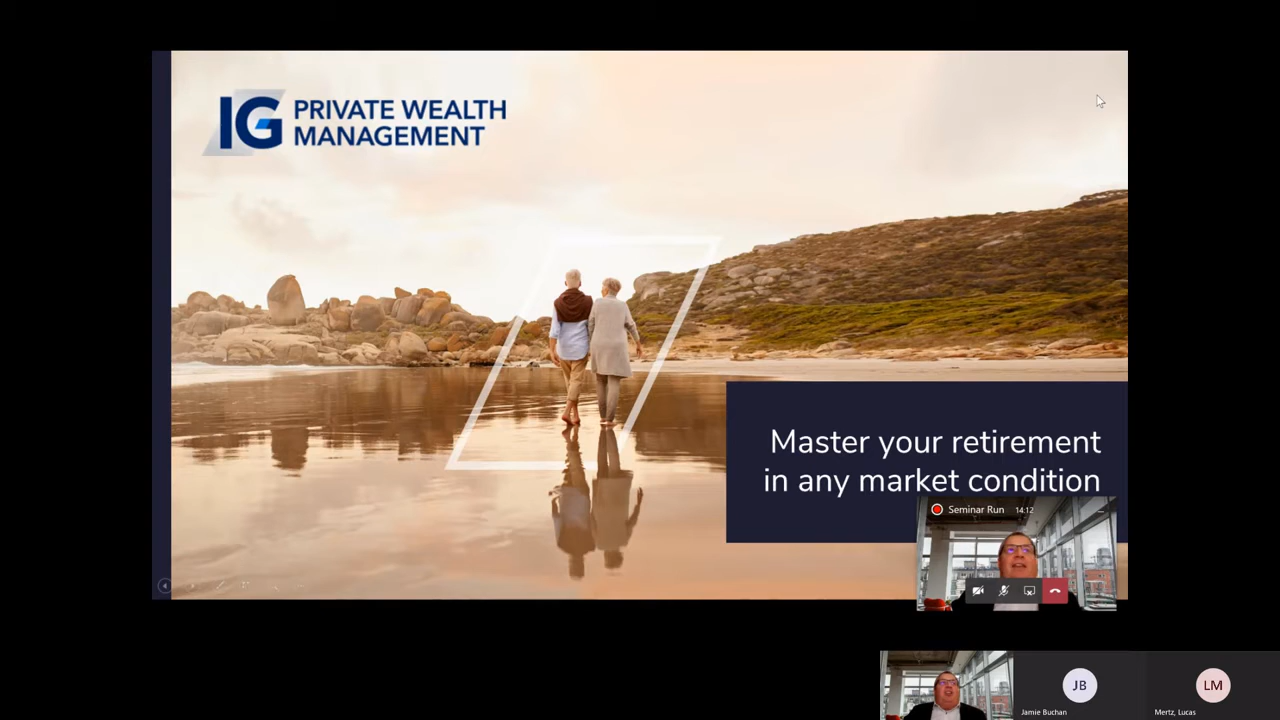 IG PRIVATE WEALTH
MANAGEMENT
Master your retirement
in any market condition
Seminar Run 14:12
JB
LM
Jamie Buchan
Mertz, Lucas